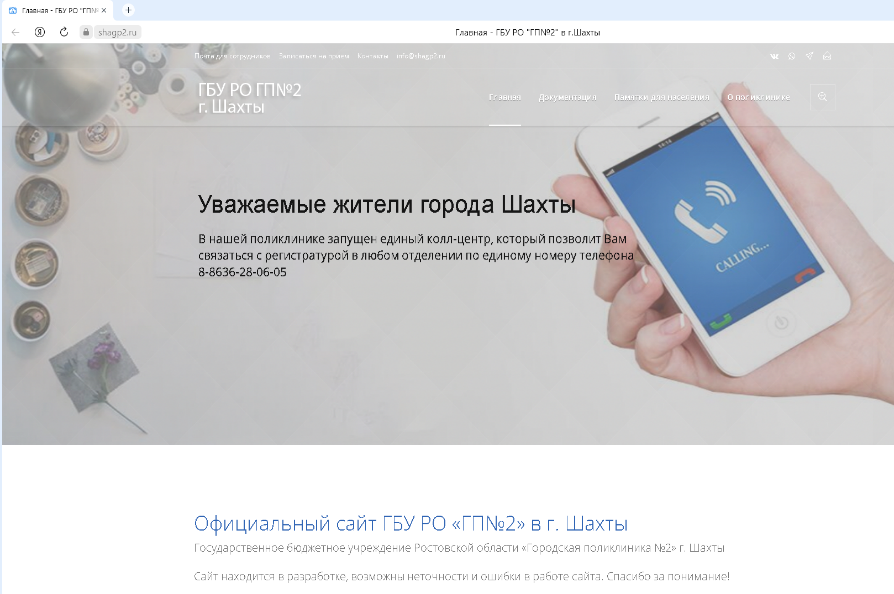 Главная - ГБУ РО "ГП№
shagp2.ru
Главная - ГБУ РО "ГП№2" в г.Шахты
Почта для сотрудников Записаться на прием Контакты info@shagp2.ru
ГБУ РО ГП№2
г. Шахты
Главная Документация Памятки для населения О поликлинике
Уважаемые жители города Шахты
В нашей поликлинике запущен единый колл-центр, который позволит Вам
связаться с регистратурой в любом отделении по единому номеру телефона
8-8636-28-06-05
CALLING...
Официальный сайт ГБУ РО «ГП№2» в г. Шахты
Государственное бюджетное учреждение Ростовской области «Городская поликлиника №2» г. Шахты
Сайт находится в разработке, возможны неточности и ошибки в работе сайта. Спасибо за понимание!